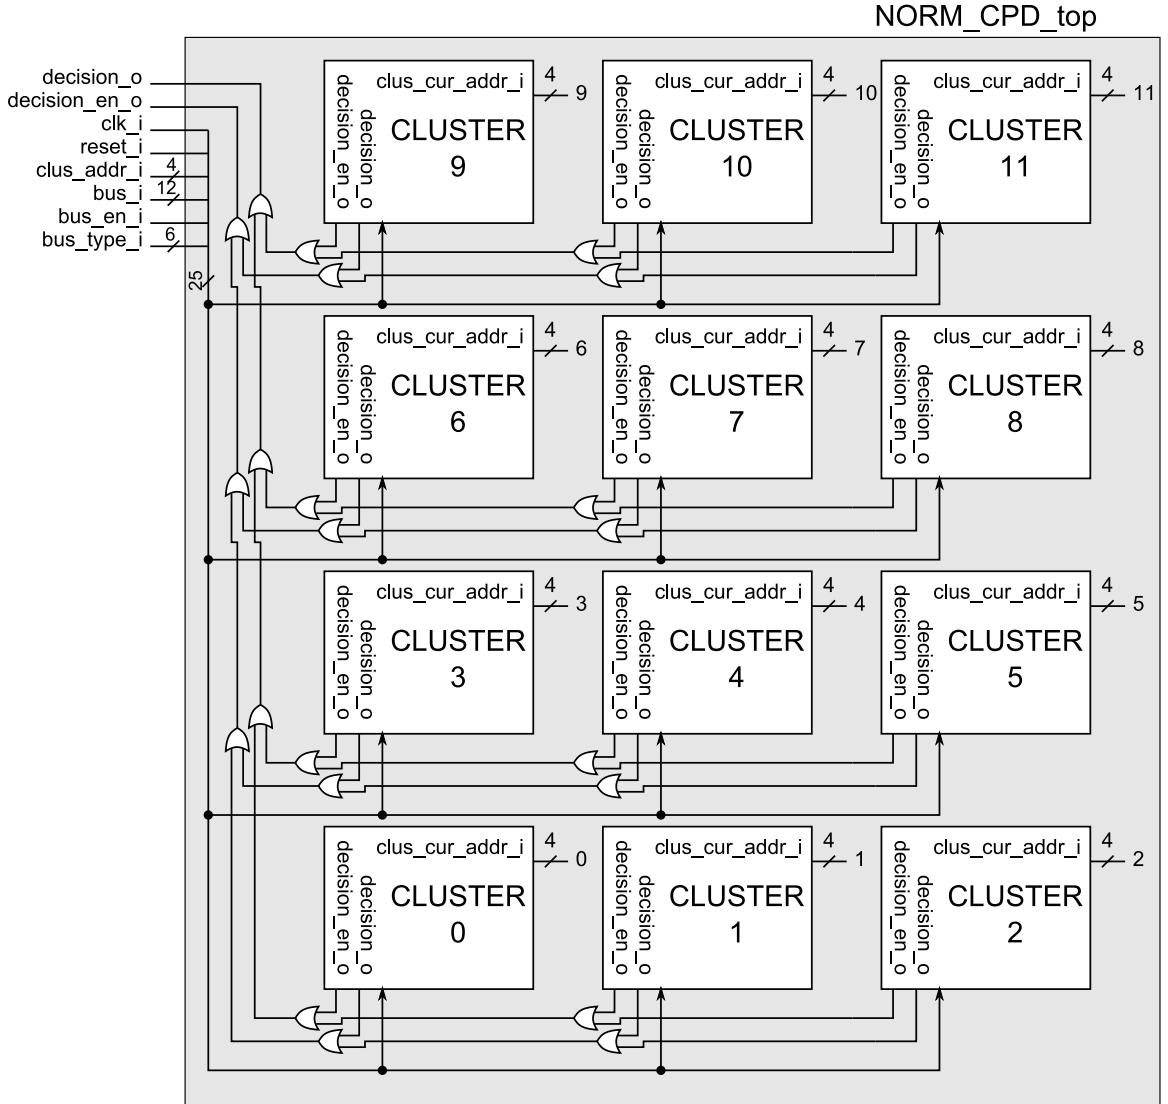 NORM_CPD_top
decision_o
decision_en_o
clk_i
reset_i
clus_addr_i 4
bus_i 12
bus_en_i
bus_type_i 6
25
decision_en_o
decision_o
clus_cur_addr_i 4 9
CLUSTER
9
decision_en_o
decision_o
clus_cur_addr_i 4 10
CLUSTER
10
decision_en_o
decision_o
clus_cur_addr_i 4 11
CLUSTER
11
decision_en_o
decision_o
clus_cur_addr_i 4 6
CLUSTER
6
decision_en_o
decision_o
clus_cur_addr_i 4 7
CLUSTER
7
decision_en_o
decision_o
clus_cur_addr_i 4 8
CLUSTER
8
decision_en_o
decision_o
clus_cur_addr_i 4 3
CLUSTER
3
decision_en_o
decision_o
clus_cur_addr_i 4 4
CLUSTER
4
decision_en_o
decision_o
clus_cur_addr_i 4 5
CLUSTER
5
decision_en_o
decision_o
clus_cur_addr_i 4 0
CLUSTER
0
decision_en_o
decision_o
clus_cur_addr_i 4 1
CLUSTER
1
decision_en_o
decision_o
clus_cur_addr_i 4 2
CLUSTER
2